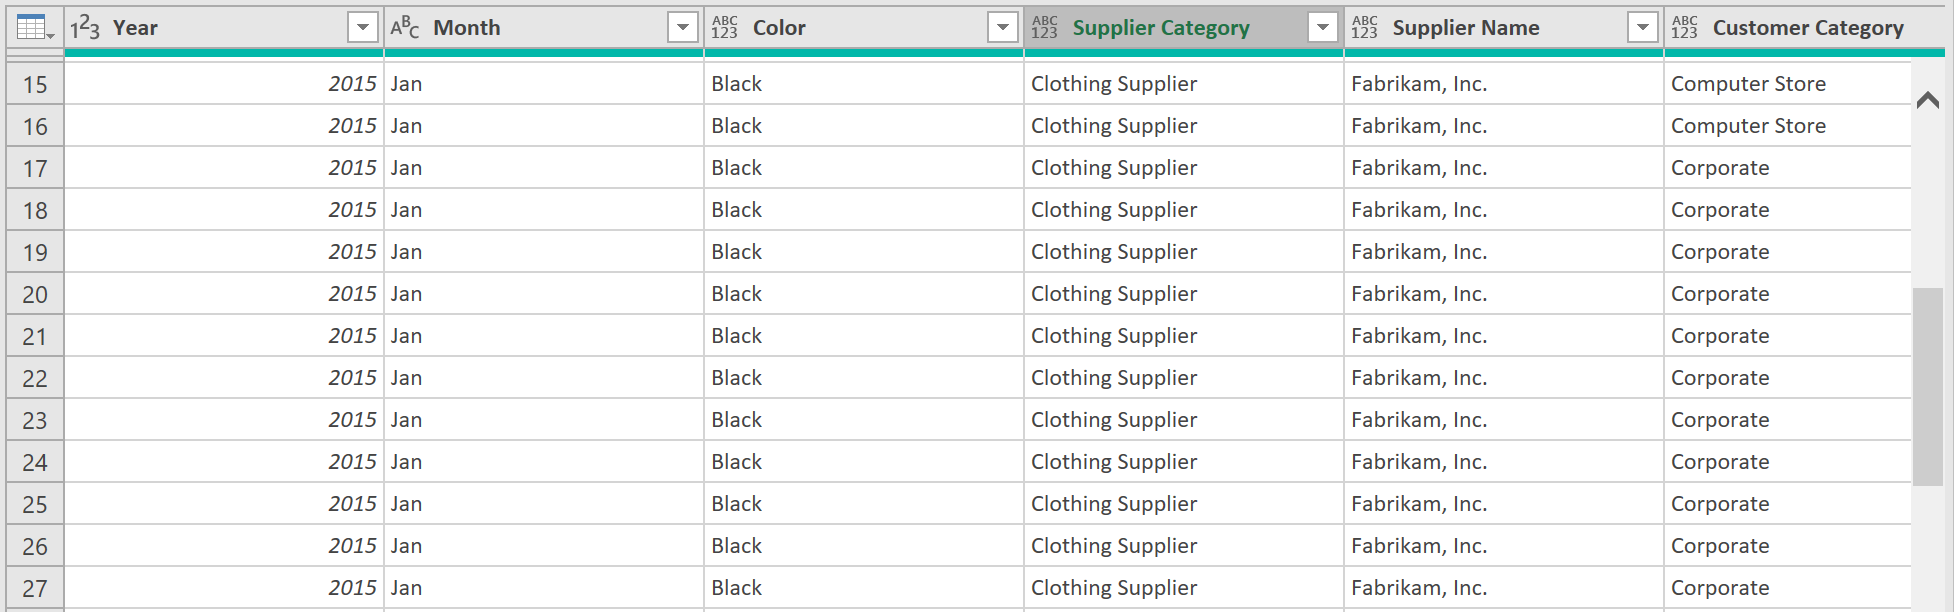 1²3 Year ABC Month ABC 123 Color ABC 123 Supplier Category ABC 123 Supplier Name ABC 123 Customer Category
15 2015 Jan Black Clothing Supplier Fabrikam, Inc. Computer Store
16 2015 Jan Black Clothing Supplier Fabrikam, Inc. Computer Store
17 2015 Jan Black Clothing Supplier Fabrikam, Inc. Corporate
18 2015 Jan Black Clothing Supplier Fabrikam, Inc. Corporate
19 2015 Jan Black Clothing Supplier Fabrikam, Inc. Corporate
20 2015 Jan Black Clothing Supplier Fabrikam, Inc. Corporate
21 2015 Jan Black Clothing Supplier Fabrikam, Inc. Corporate
22 2015 Jan Black Clothing Supplier Fabrikam, Inc. Corporate
23 2015 Jan Black Clothing Supplier Fabrikam, Inc. Corporate
24 2015 Jan Black Clothing Supplier Fabrikam, Inc. Corporate
25 2015 Jan Black Clothing Supplier Fabrikam, Inc. Corporate
26 2015 Jan Black Clothing Supplier Fabrikam, Inc. Corporate
27 2015 Jan Black Clothing Supplier Fabrikam, Inc. Corporate